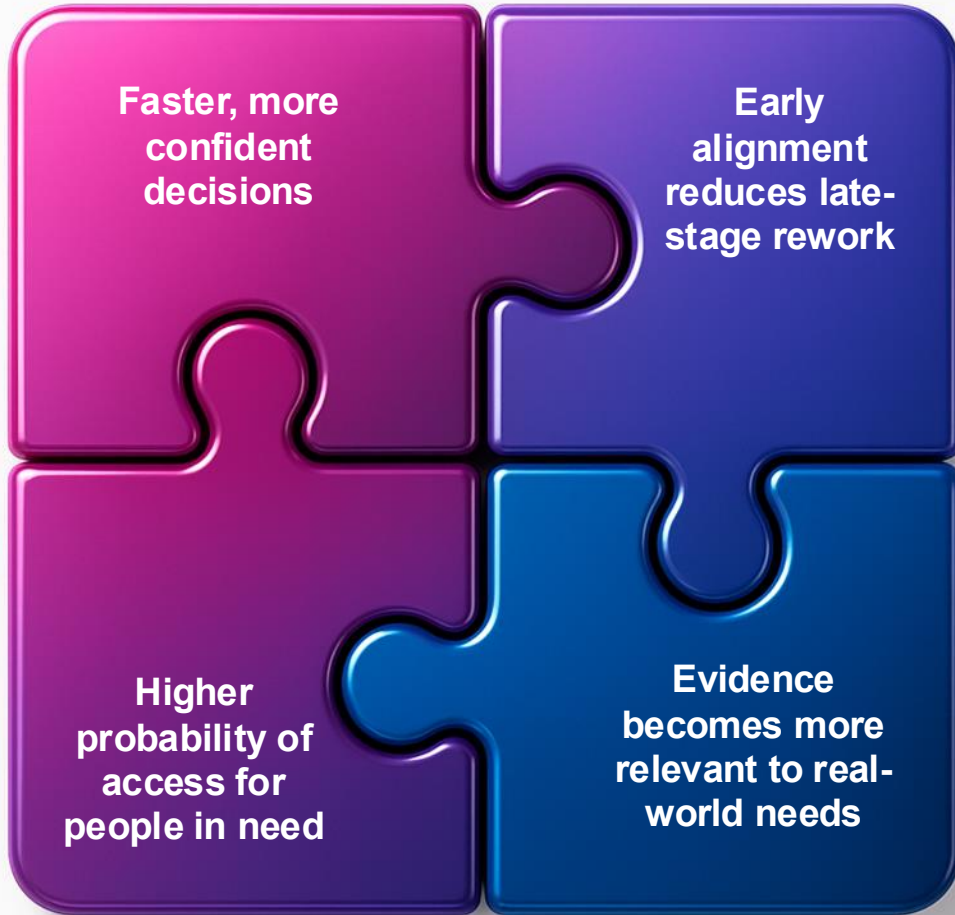 Faster, more
confident
decisions
Early
alignment
reduces late-
stage rework
Higher
probability of
access for
people in need
Evidence
becomes more
relevant to real-
world needs